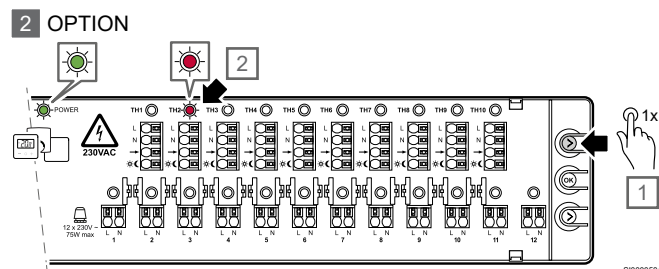 2 OPTION
2
POWER
TH1 TH2 TH3 TH4 TH5 TH6 TH7 TH8 TH9 TH10
1x
L L L L L L L L L L
N N N N N N N N N N
230VAC
OK
1
12 x 230V ~
75W max
L N L N L N L N L N L N L N L N L N L N L N L N
1 2 3 4 5 6 7 8 9 10 11 12